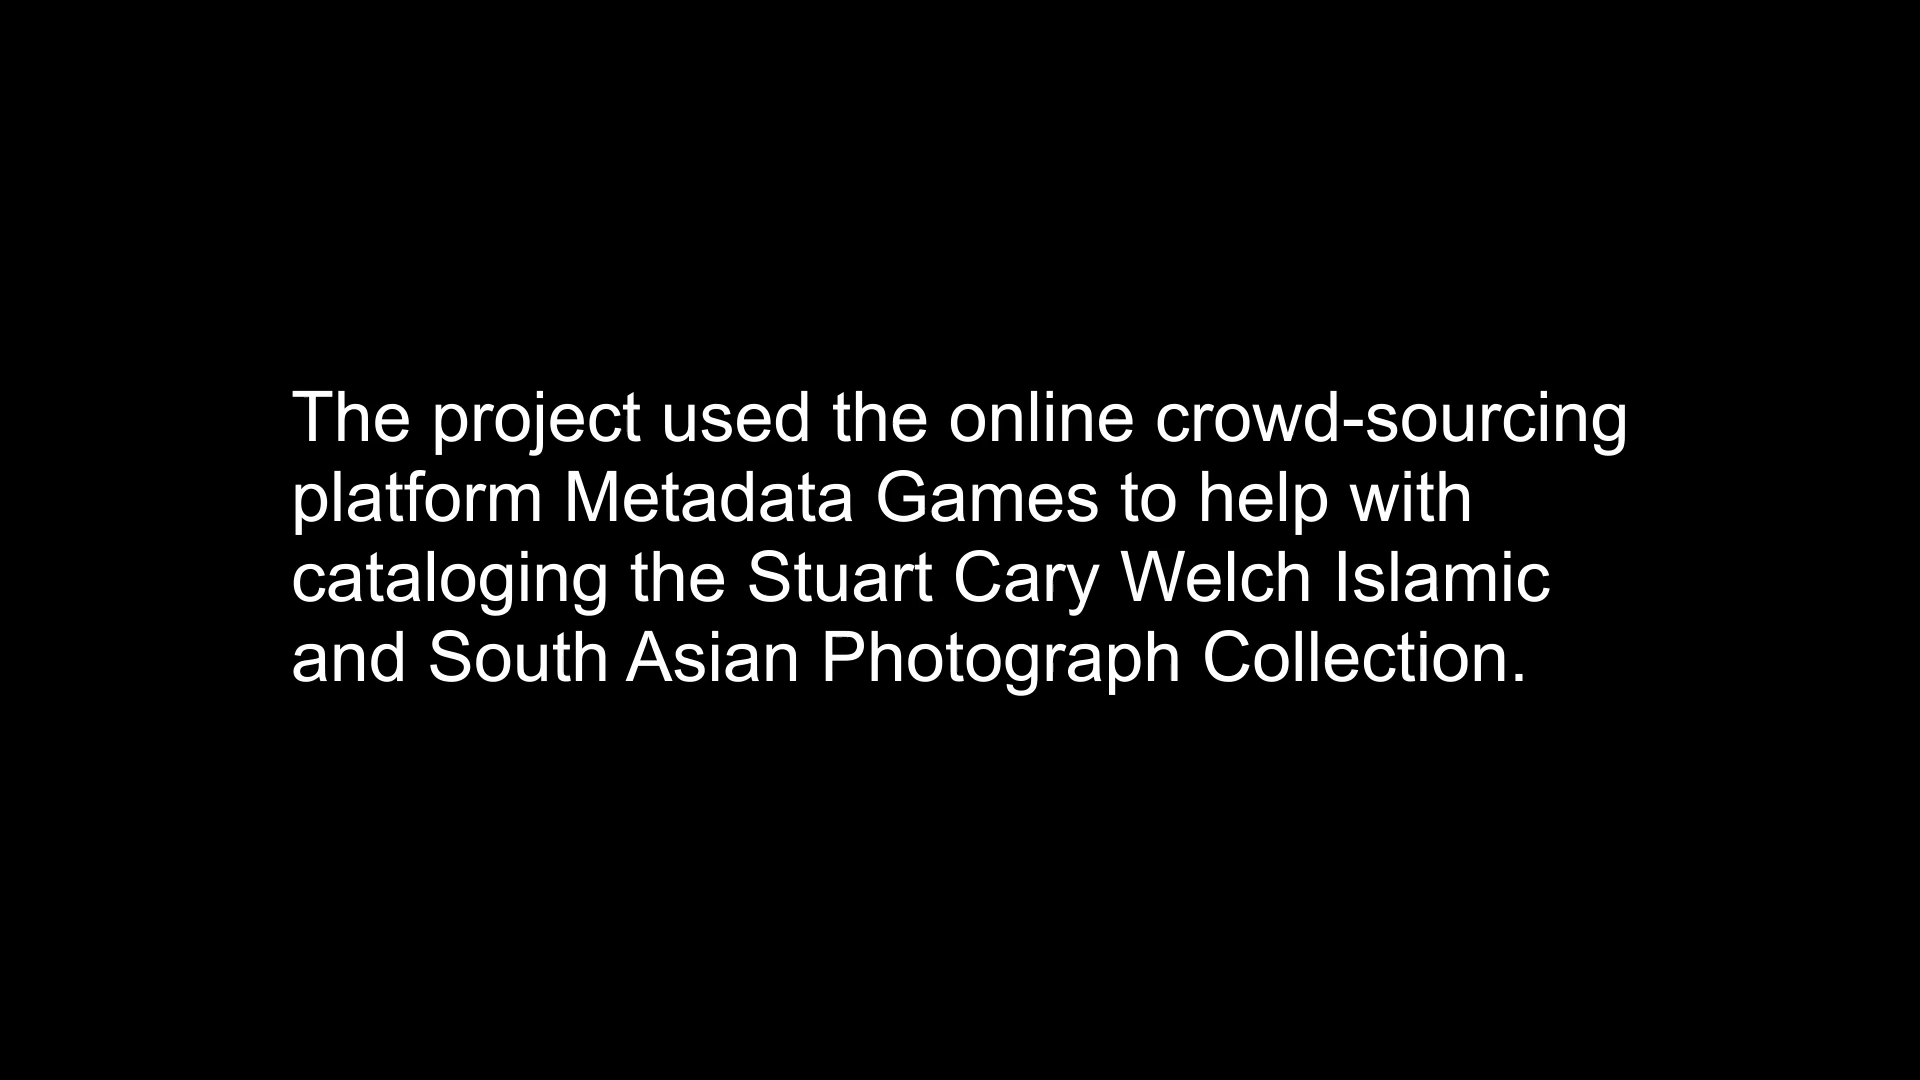 The project used the online crowd-sourcing
platform Metadata Games to help with
cataloging the Stuart Cary Welch Islamic
and South Asian Photograph Collection.